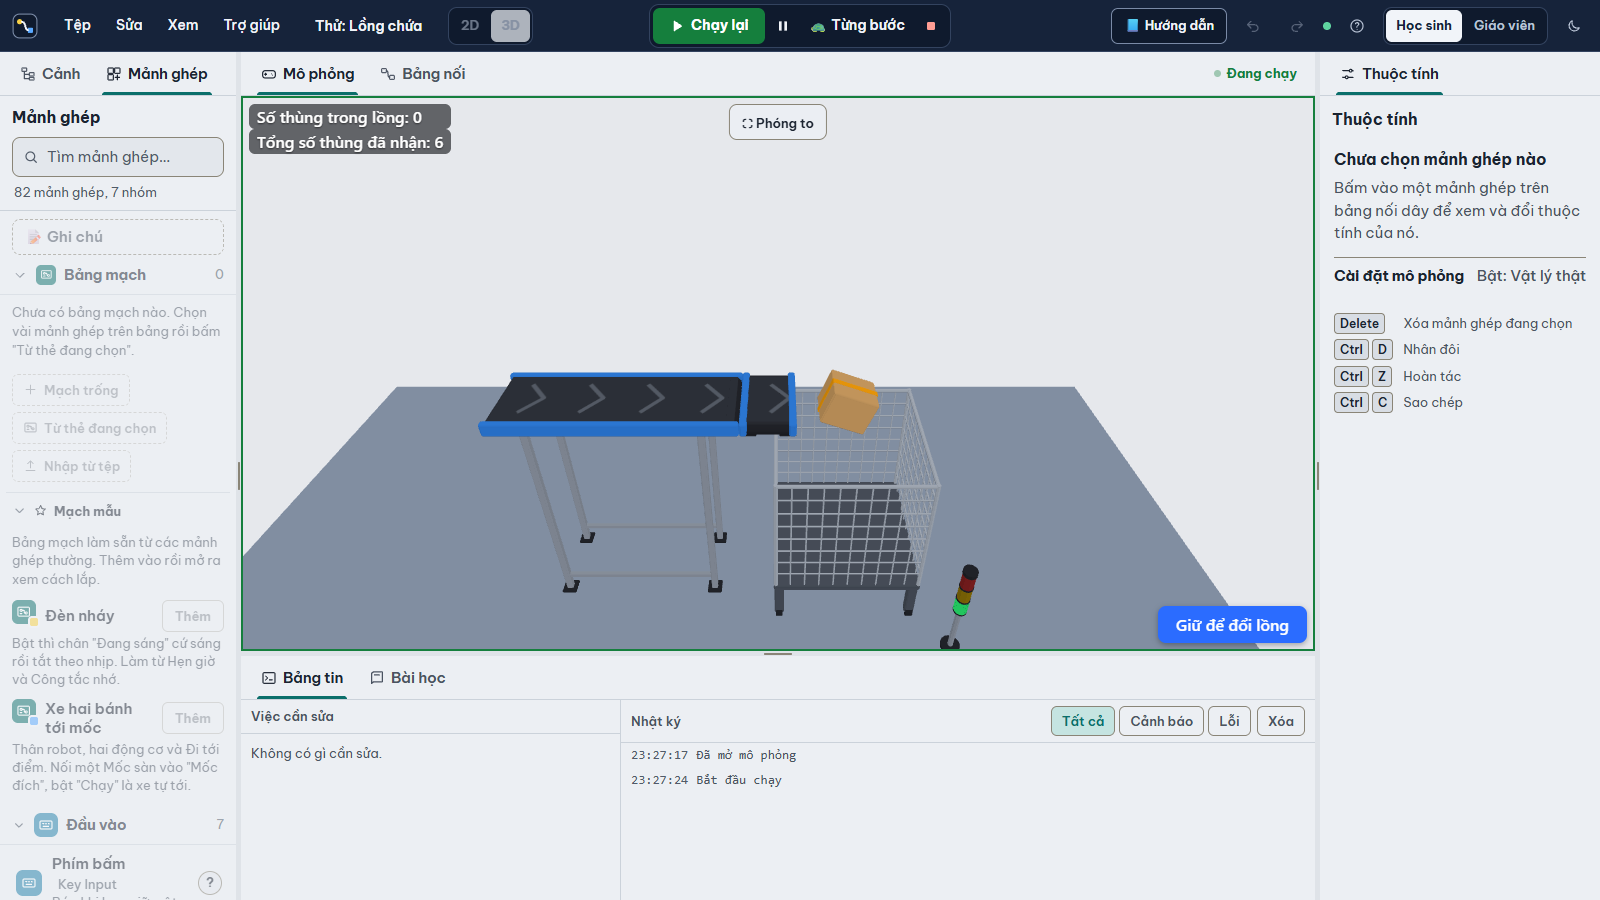 Tệp
Sửa
Xem
Trợ giúp
Thử: Lồng chứa
2D
3D
Chạy lại
Từng bước
Hướng dẫn
Học sinh
Giáo viên
Cảnh
Mảnh ghép
Mảnh ghép
Tìm mảnh ghép...
82 mảnh ghép, 7 nhóm
Ghi chú
Bảng mạch
0
Chưa có bảng mạch nào. Chọn
vài mảnh ghép trên bảng rồi bấm
"Từ thẻ đang chọn".
Mạch trống
Từ thẻ đang chọn
Nhập từ tệp
Mạch mẫu
Bảng mạch làm sẵn từ các mảnh
ghép thường. Thêm vào rồi mở ra
xem cách lắp.
Đèn nháy
Thêm
Bật thì chân "Đang sáng" cứ sáng
rồi tắt theo nhịp. Làm từ Hẹn giờ
và Công tắc nhớ.
Xe hai bánh
tới mốc
Thêm
Thân robot, hai động cơ và Đi tới
điểm. Nối một Mốc sàn vào "Mốc
đích", bật "Chạy" là xe tự tới.
Đầu vào
7
Phím bấm
Key Input
?
Mô phỏng
Bảng nối
Đang chạy
Số thùng trong lồng: 0
Tổng số thùng đã nhận: 6
Phóng to
Giữ để đổi lồng
Bảng tin
Bài học
Việc cần sửa
Không có gì cần sửa.
Nhật ký
Tất cả
Cảnh báo
Lỗi
Xóa
23:27:17 Đã mở mô phỏng
23:27:24 Bắt đầu chạy
Thuộc tính
Thuộc tính
Chưa chọn mảnh ghép nào
Bấm vào một mảnh ghép trên
bảng nối dây để xem và đổi thuộc
tính của nó.
Cài đặt mô phỏng
Bật: Vật lý thật
Delete Xóa mảnh ghép đang chọn
Ctrl D Nhân đôi
Ctrl Z Hoàn tác
Ctrl C Sao chép